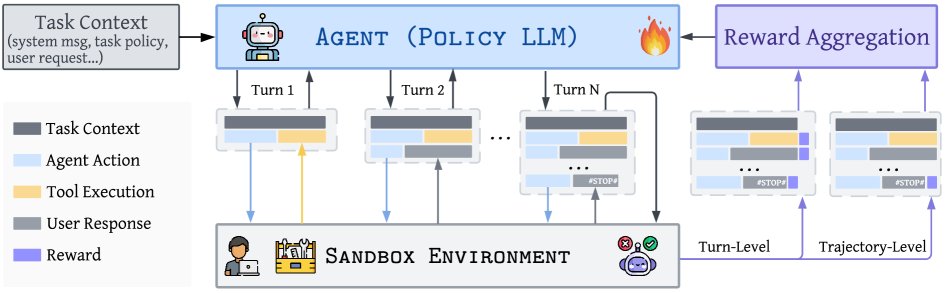 Task Context
(system msg, task policy,
user request...)
AGENT (POLICY LLM)
Reward Aggregation
Turn 1
Turn 2
Turn N
...
Task Context
Agent Action
Tool Execution
User Response
Reward
...
#STOP#
...
#STOP#
...
#STOP#
SANDBOX ENVIRONMENT
Turn-Level
Trajectory-Level